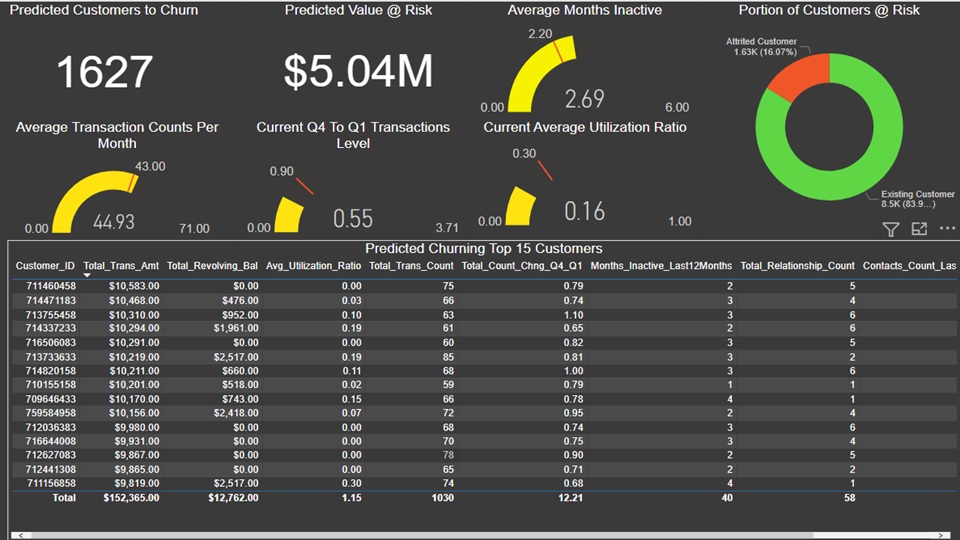 Predicted Customers to Churn
1627
Predicted Value @ Risk
$5.04M
Average Months Inactive
2.20
0.00
2.69
6.00
Portion of Customers @ Risk
Attrited Customer
1.63K (16.07%)
Existing Customer
8.5K (83.9...)
Average Transaction Counts Per
Month
43.00
0.00
44.93
71.00
Current Q4 To Q1 Transactions
Level
0.90
0.00
0.55
3.71
Current Average Utilization Ratio
0.30
0.00
0.16
1.00
Predicted Churning Top 15 Customers
Customer_ID Total_Trans_Amt Total_Revolving_Bal Avg_Utilization_Ratio Total_Trans_Count Total_Count_Chng_Q4_Q1 Months_Inactive_Last12Months Total_Relationship_Count Contacts_Count_Las
711460458 $10,583.00 $0.00 0.00 75 0.79 2 5
714471183 $10,468.00 $476.00 0.03 66 0.74 3 4
713755458 $10,310.00 $952.00 0.10 63 1.10 3 6
714337233 $10,294.00 $1,961.00 0.19 61 0.65 2 6
716506083 $10,291.00 $0.00 0.00 60 0.82 3 5
713733633 $10,219.00 $2,517.00 0.19 85 0.81 3 2
714820158 $10,211.00 $660.00 0.11 68 1.00 3 6
710155158 $10,201.00 $518.00 0.02 59 0.79 1 1
709646433 $10,170.00 $743.00 0.15 66 0.78 4 1
759584958 $10,156.00 $2,418.00 0.07 72 0.95 2 4
712036383 $9,980.00 $0.00 0.00 68 0.74 3 6
716644008 $9,931.00 $0.00 0.00 70 0.75 3 4
712627083 $9,867.00 $0.00 0.00 78 0.90 2 5
712441308 $9,865.00 $0.00 0.00 65 0.71 2 2
711156858 $9,819.00 $2,517.00 0.30 74 0.68 4 1
Total $152,365.00 $12,762.00 1.15 1030 12.21 40 58